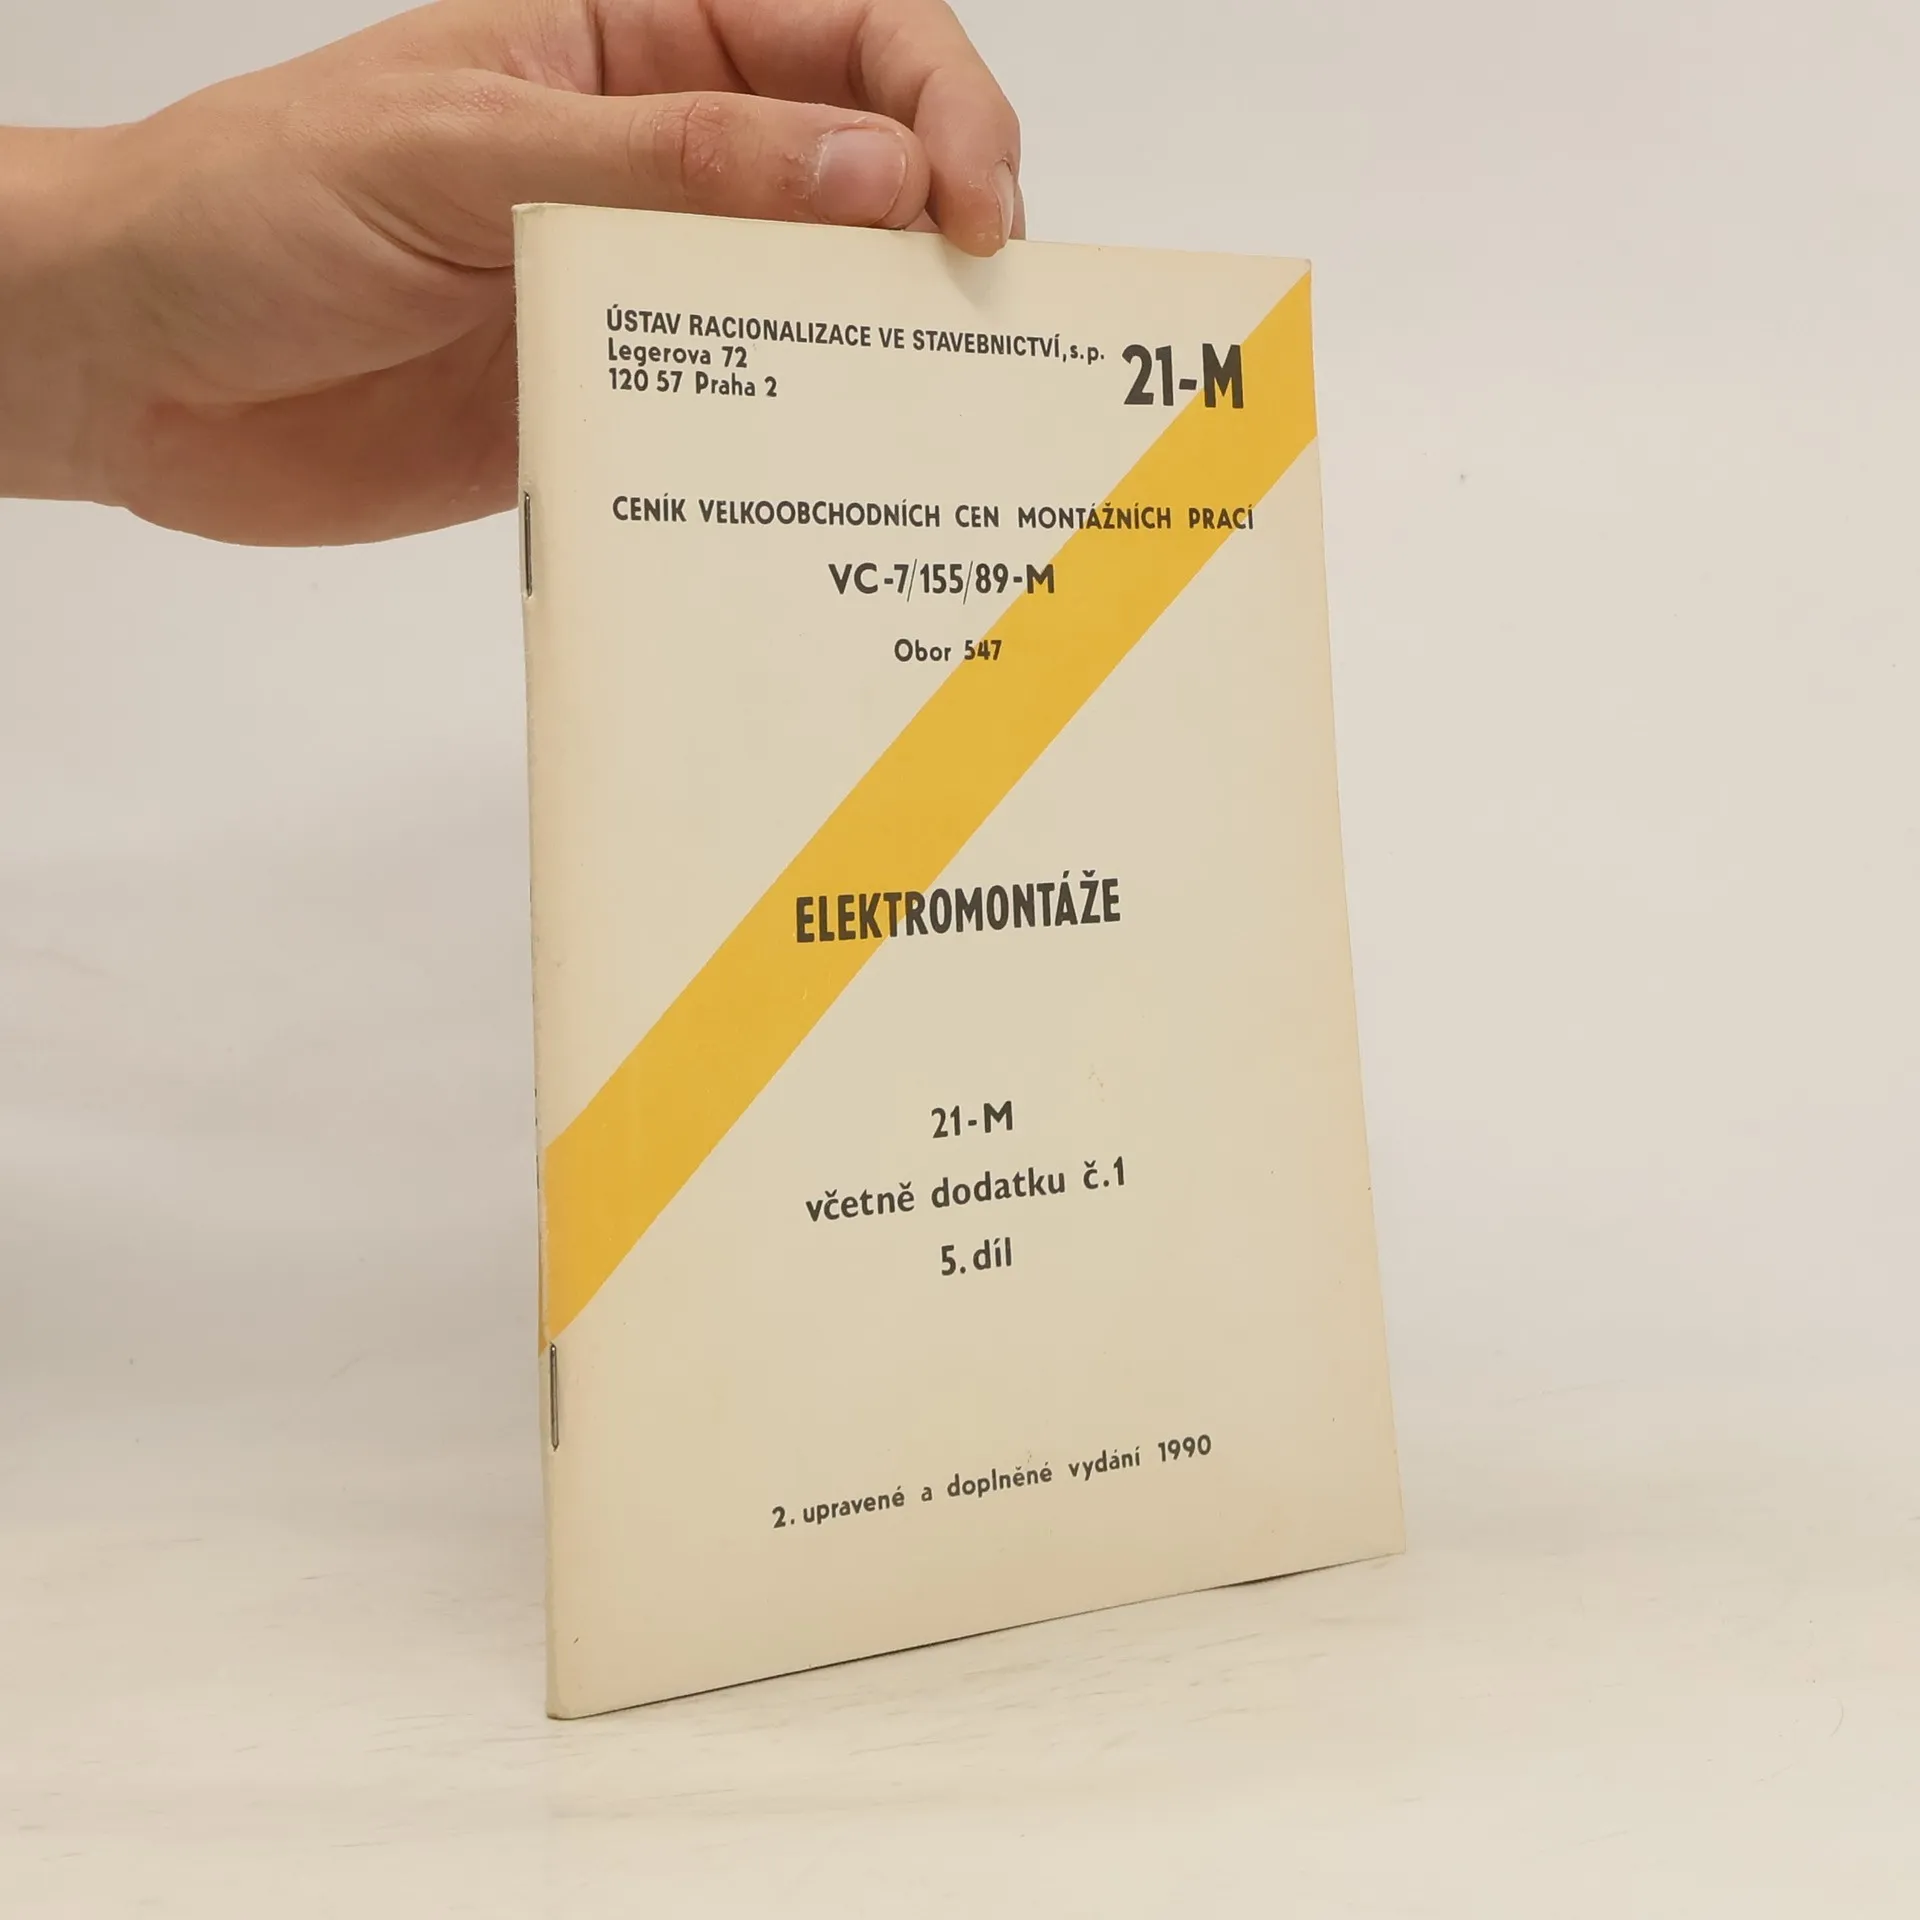 ÚSTAV RACIONALIZACE VE STAVEBNICTVÍ, s.p.
Legerova 72
120 57 Praha 2
21-M
CENÍK VELKOOBCHODNÍCH CEN MONTÁŽNÍCH PRACÍ
VC-7/155/89-M
Obor 547
ELEKTROMONTÁŽE
21-M
včetně dodatku č.1
5. díl
2. upravené a doplněné vydání 1990